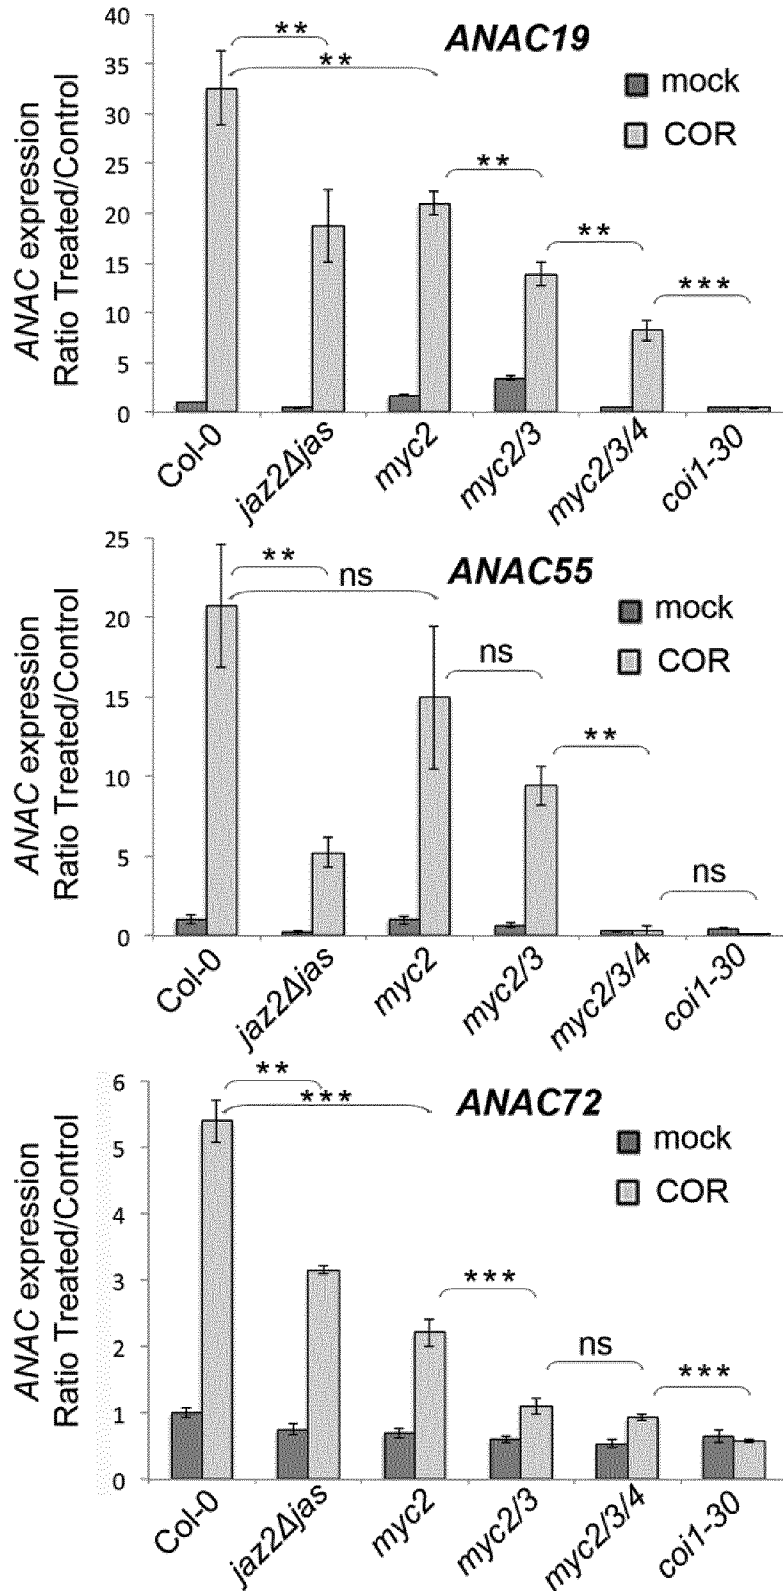 ANAC19
mock
COR
ANAC expression
Ratio Treated/Control
40
35
30
25
20
15
10
5
0
**
**
**
**
***
Col-0
jaz2Δjas
myc2
myc2/3
myc2/3/4
coi1-30
ANAC55
mock
COR
ANAC expression
Ratio Treated/Control
25
20
15
10
5
0
**
ns
ns
**
ns
Col-0
jaz2Δjas
myc2
myc2/3
myc2/3/4
coi1-30
ANAC72
mock
COR
ANAC expression
Ratio Treated/Control
6
5
4
3
2
1
0
**
***
***
ns
***
Col-0
jaz2Δjas
myc2
myc2/3
myc2/3/4
coi1-30